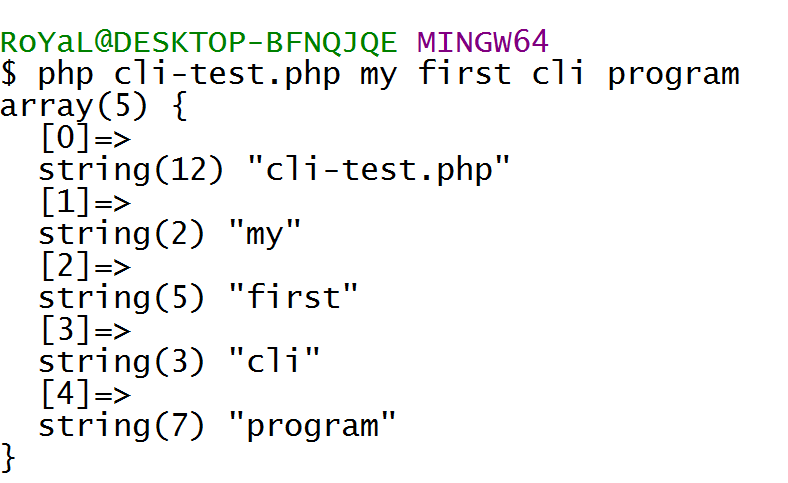 RoYaL@DESKTOP-BFNQJQE MINGW64
$ php cli-test.php my first cli program
array(5) {
  [0]=>
  string(12) "cli-test.php"
  [1]=>
  string(2) "my"
  [2]=>
  string(5) "first"
  [3]=>
  string(3) "cli"
  [4]=>
  string(7) "program"
}